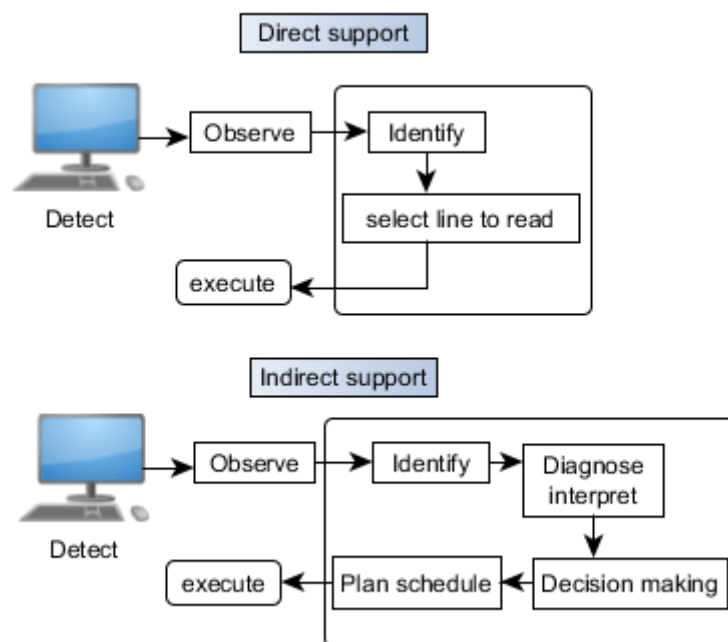 Direct support
Observe
Identify
Detect
select line to read
execute
Indirect support
Observe
Identify
Diagnose
interpret
Detect
execute
Plan schedule
Decision making